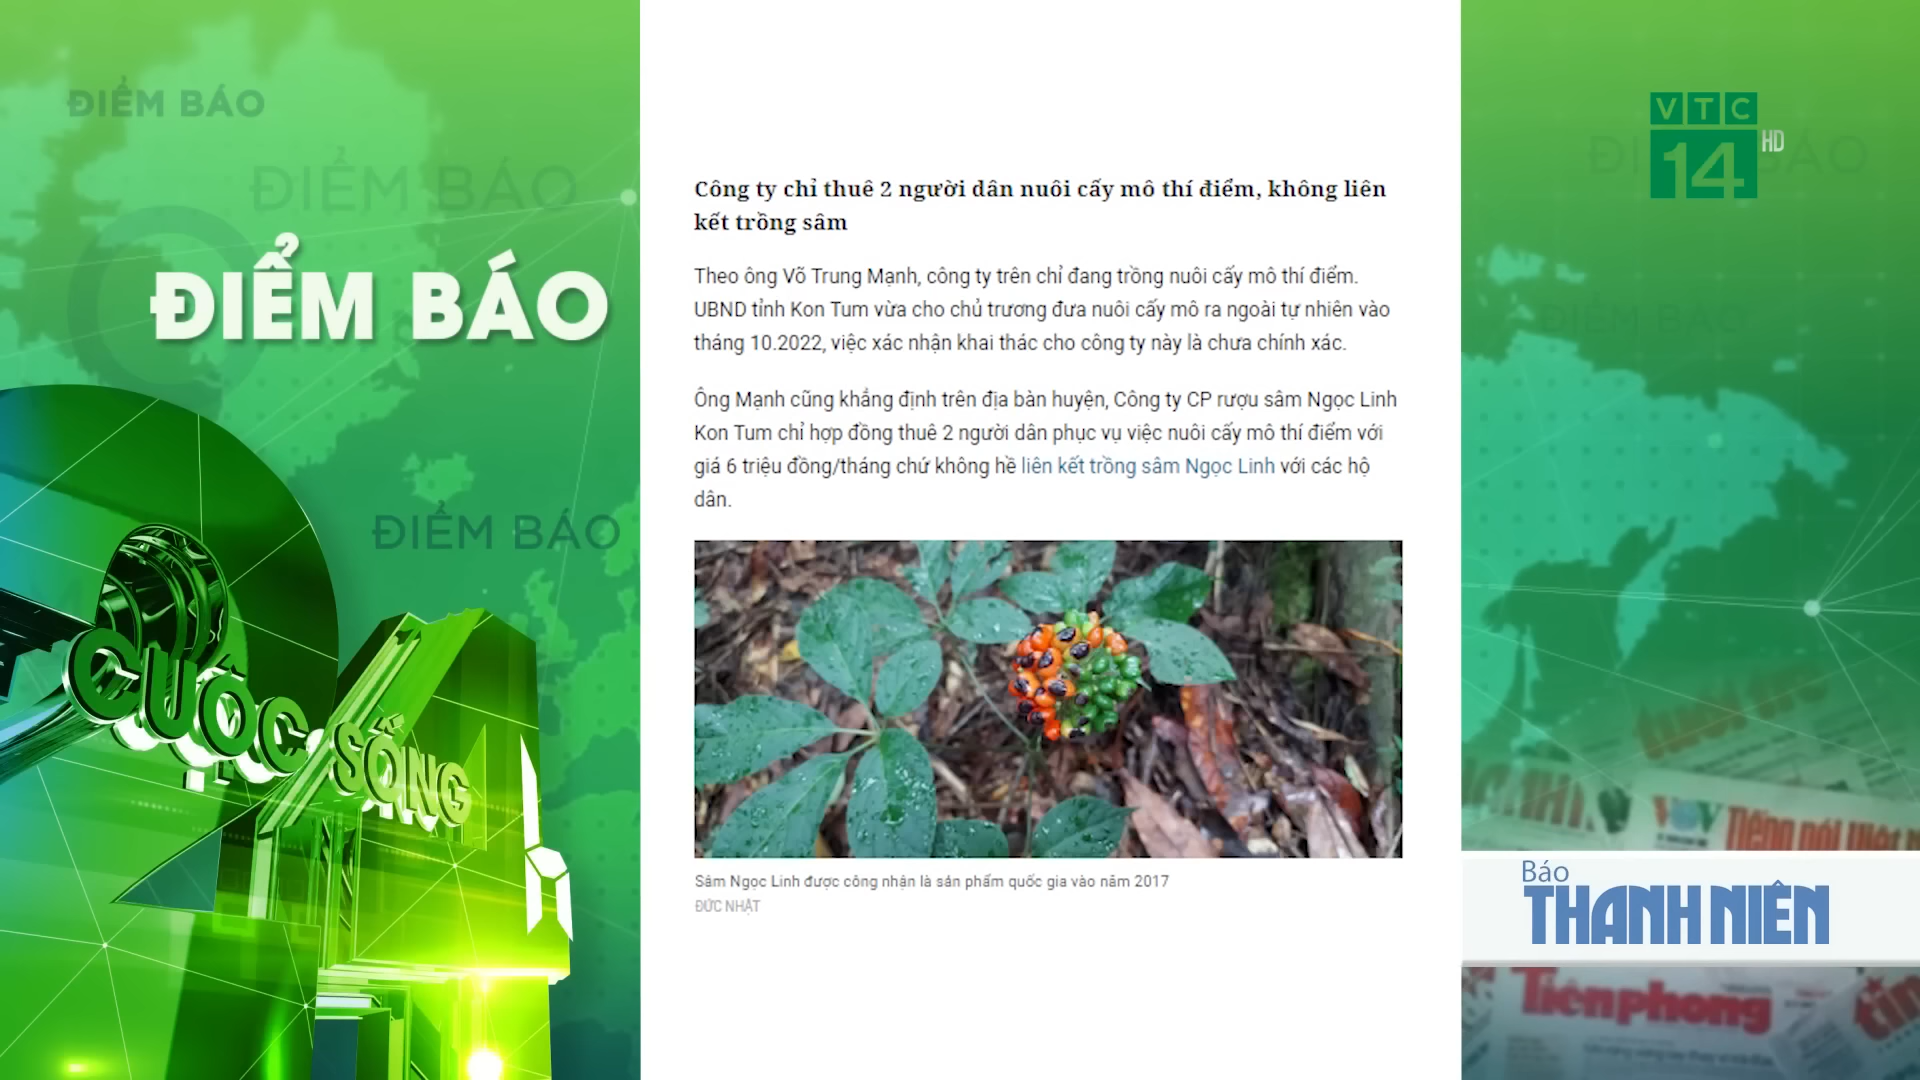 ĐIỂM BÁO
ĐIỂM BÁO
ĐIỂM BÁO
ĐIỂM BÁO
CUỘC SỐNG
24h
Công ty chỉ thuê 2 người dân nuôi cấy mô thí điểm, không liên
kết trồng sâm
Theo ông Võ Trung Mạnh, công ty trên chỉ đang trồng nuôi cấy mô thí điểm.
UBND tỉnh Kon Tum vừa cho chủ trương đưa nuôi cấy mô ra ngoài tự nhiên vào
tháng 10.2022, việc xác nhận khai thác cho công ty này là chưa chính xác.
Ông Mạnh cũng khẳng định trên địa bàn huyện, Công ty CP rượu sâm Ngọc Linh
Kon Tum chỉ hợp đồng thuê 2 người dân phục vụ việc nuôi cấy mô thí điểm với
giá 6 triệu đồng/tháng chứ không hề liên kết trồng sâm Ngọc Linh với các hộ
dân.
Sâm Ngọc Linh được công nhận là sản phẩm quốc gia vào năm 2017
ĐỨC NHẬT
VTC
14 HD
ĐIỂM BÁO
VOV Tiếng nói Việt
Báo
THANH NIÊN
Tiền phong